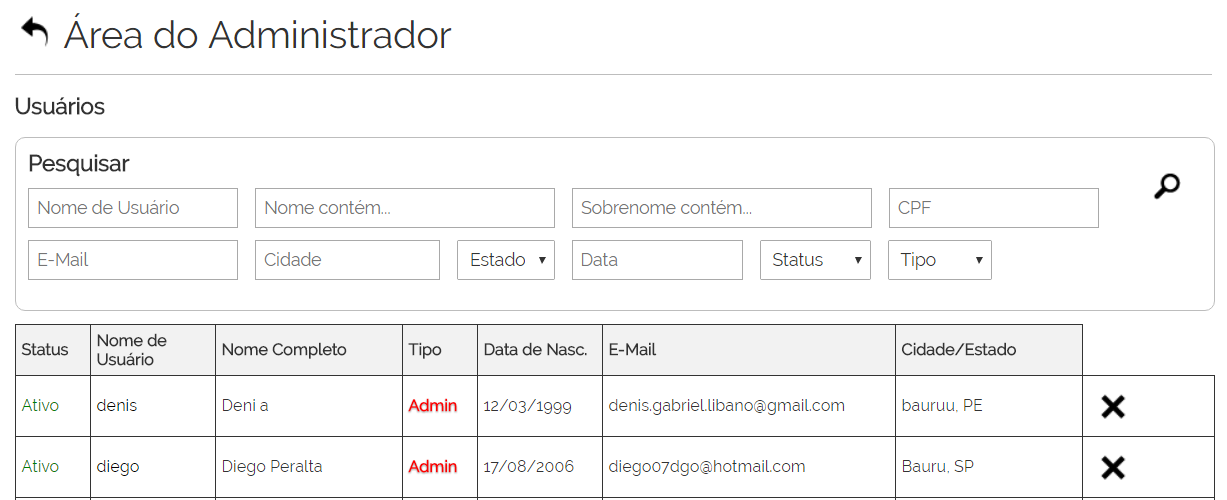 Área do Administrador
Usuários
Pesquisar
Nome de Usuário Nome contém... Sobrenome contém... CPF
E-Mail Cidade Estado Data Status Tipo
Status Nome de Usuário Nome Completo Tipo Data de Nasc. E-Mail Cidade/Estado
Ativo denis Deni a Admin 12/03/1999 denis.gabriel.libano@gmail.com bauruu, PE
Ativo diego Diego Peralta Admin 17/08/2006 diego07dgo@hotmail.com Bauru, SP